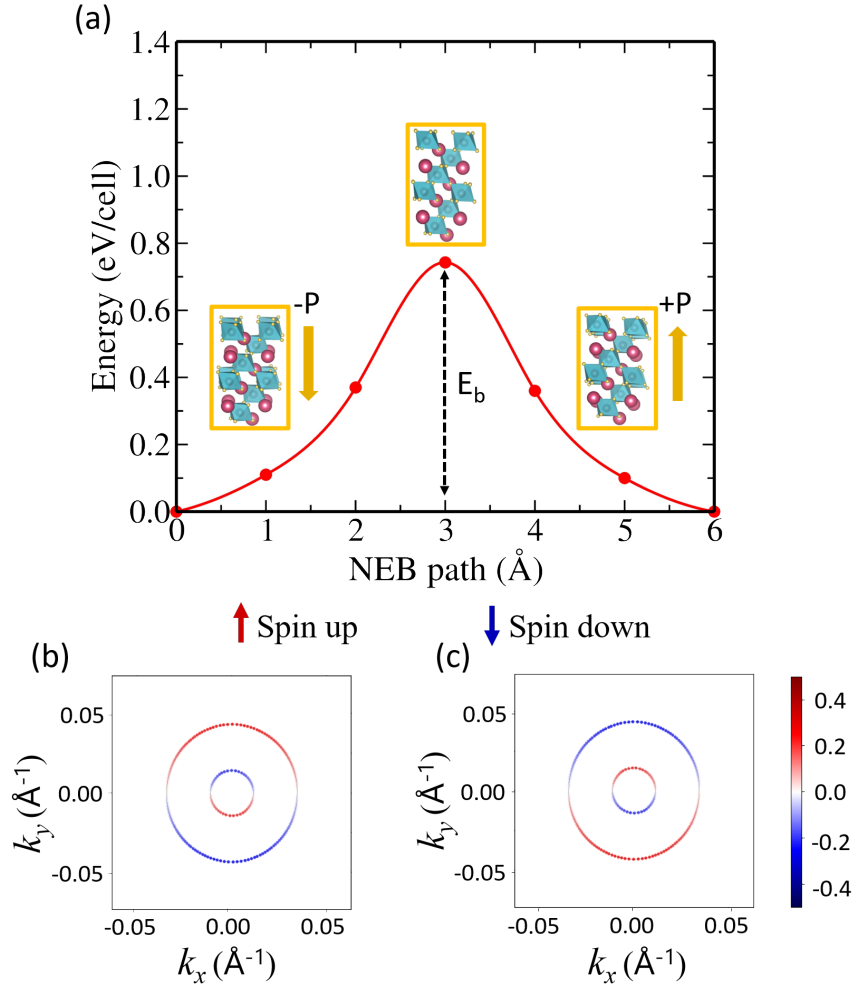 (a)
1.4
1.2
1.0
0.8
0.6
0.4
0.2
0.0
Energy (eV/cell)
-P
+P
E_b
0 1 2 3 4 5 6
NEB path (Å)
Spin up Spin down
(b)
0.05
0.00
-0.05
k_y (Å⁻¹)
-0.05 0.00 0.05
k_x (Å⁻¹)
(c)
0.05
0.00
-0.05
k_y (Å⁻¹)
-0.05 0.00 0.05
k_x (Å⁻¹)
0.4
0.2
0.0
-0.2
-0.4